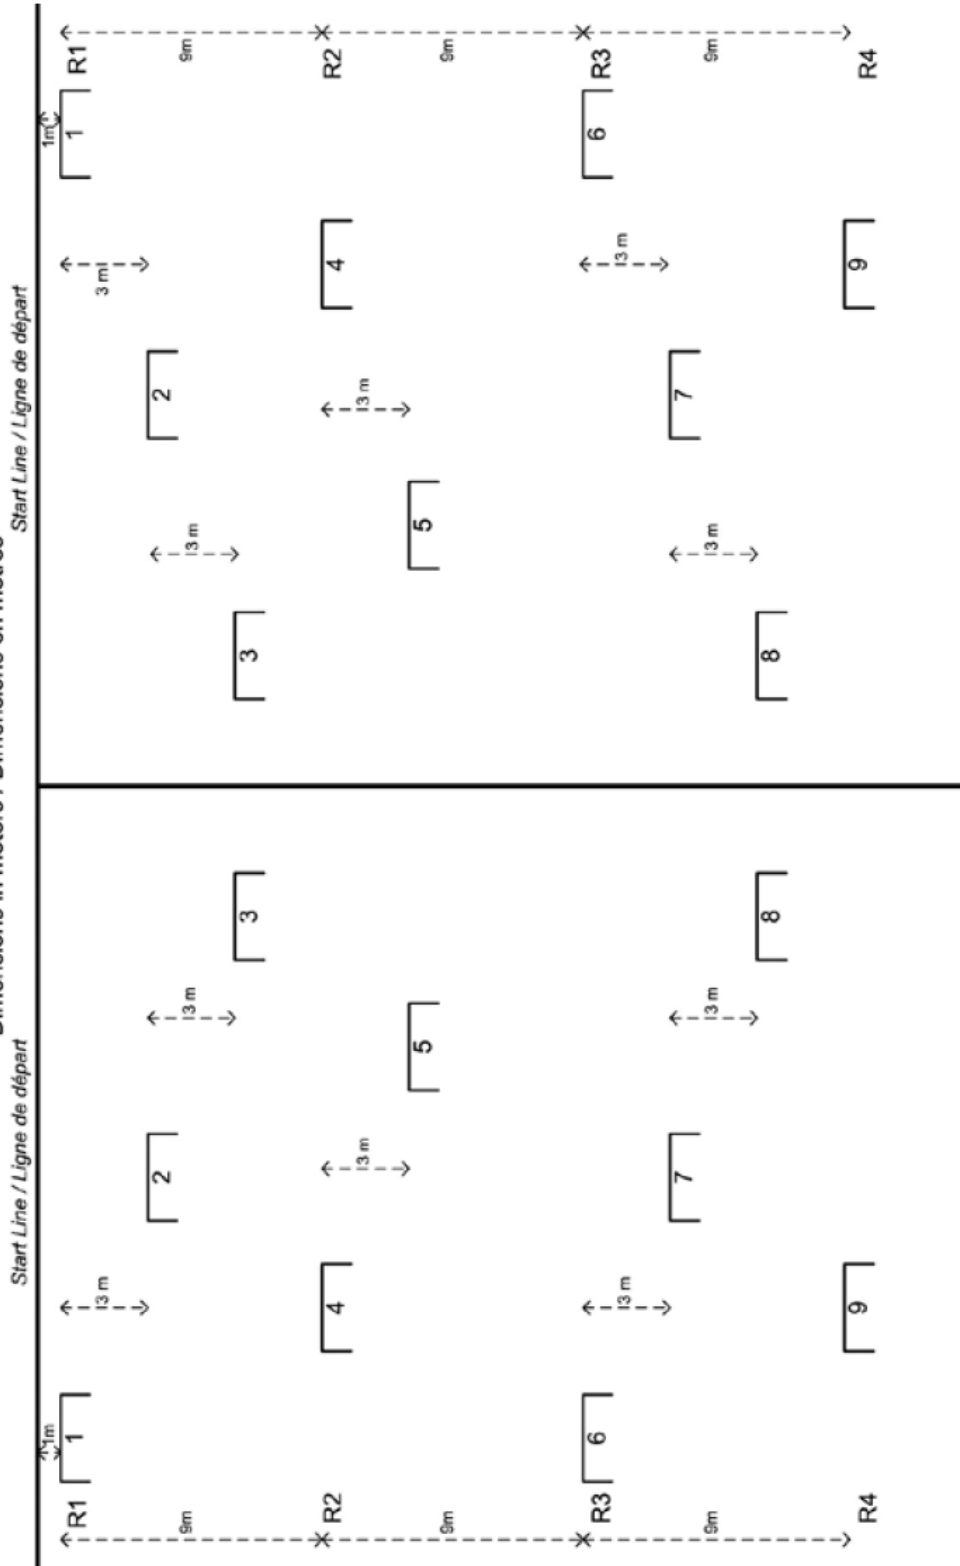 Start Line / Ligne de départ
Start Line / Ligne de départ
1m 1m
R1 1 1 R1
3 m 3 m
2 2
9m 3 m 3 m 9m
3 3
R2 4 4 R2
3 m 3 m
5 5
9m 9m
R3 6 6 R3
3 m 3 m
7 7
9m 3 m 3 m 9m
8 8
R4 9 9 R4